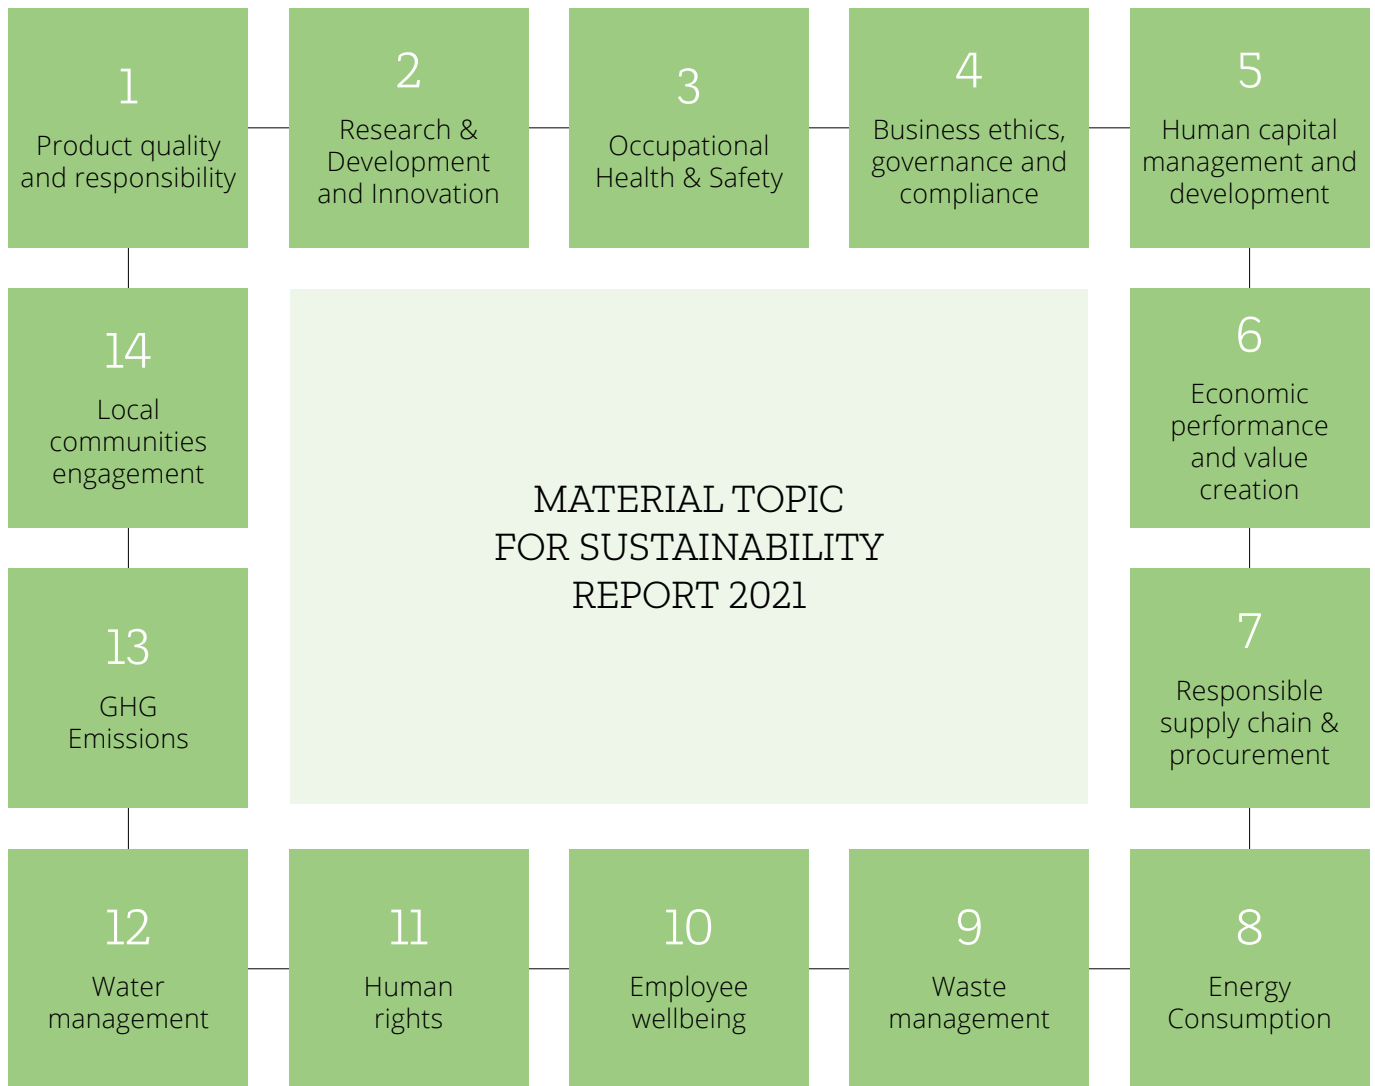 1
Product quality
and responsibility
2
Research &
Development
and Innovation
3
Occupational
Health & Safety
4
Business ethics,
governance and
compliance
5
Human capital
management and
development
14
Local
communities
engagement
MATERIAL TOPIC
FOR SUSTAINABILITY
REPORT 2021
6
Economic
performance
and value
creation
13
GHG
Emissions
7
Responsible
supply chain &
procurement
12
Water
management
11
Human
rights
10
Employee
wellbeing
9
Waste
management
8
Energy
Consumption